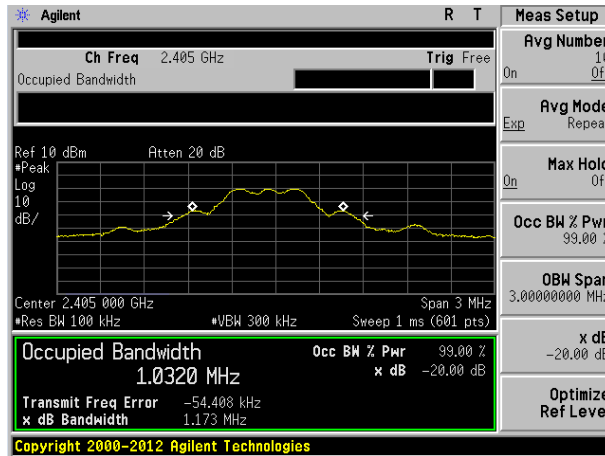 Agilent R T
Ch Freq 2.405 GHz Trig Free
Occupied Bandwidth
Ref 10 dBm Atten 20 dB
#Peak
Log
10
dB/
Center 2.405 000 GHz Span 3 MHz
#Res BW 100 kHz #VBW 300 kHz Sweep 1 ms (601 pts)
Occupied Bandwidth Occ BW % Pwr 99.00 %
1.0320 MHz x dB -20.00 dB
Transmit Freq Error -54.408 kHz
x dB Bandwidth 1.173 MHz
Copyright 2000-2012 Agilent Technologies
Meas Setup
Avg Number
On
Avg Mode
Exp Repea
Max Hold
On
Occ BW % Pwr
99.00 %
OBW Span
3.00000000 MHz
x dB
-20.00 dB
Optimize
Ref Level